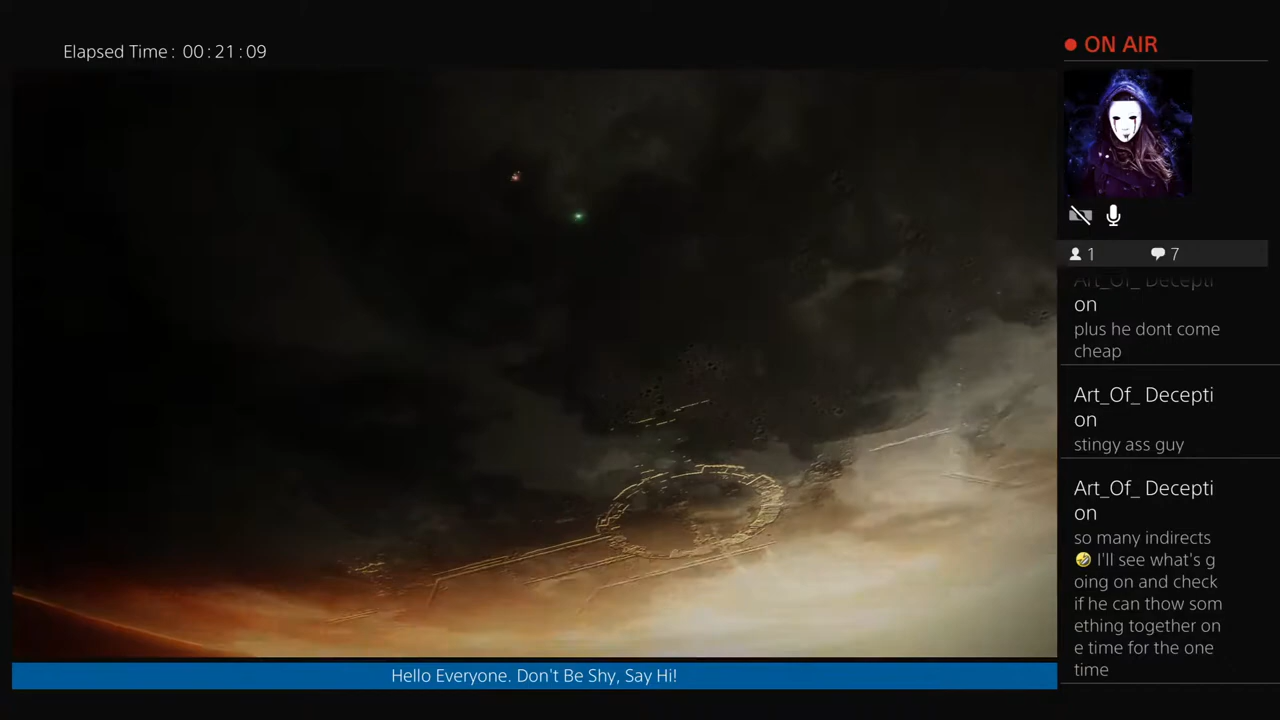 Elapsed Time: 00:21:09
ON AIR
1 7
Art_Of_ Decepti
on
plus he dont come
cheap
Art_Of_ Decepti
on
stingy ass guy
Art_Of_ Decepti
on
so many indirects
🤣 I'll see what's g
oing on and check
if he can thow som
ething together on
e time for the one
time
Hello Everyone. Don't Be Shy, Say Hi!